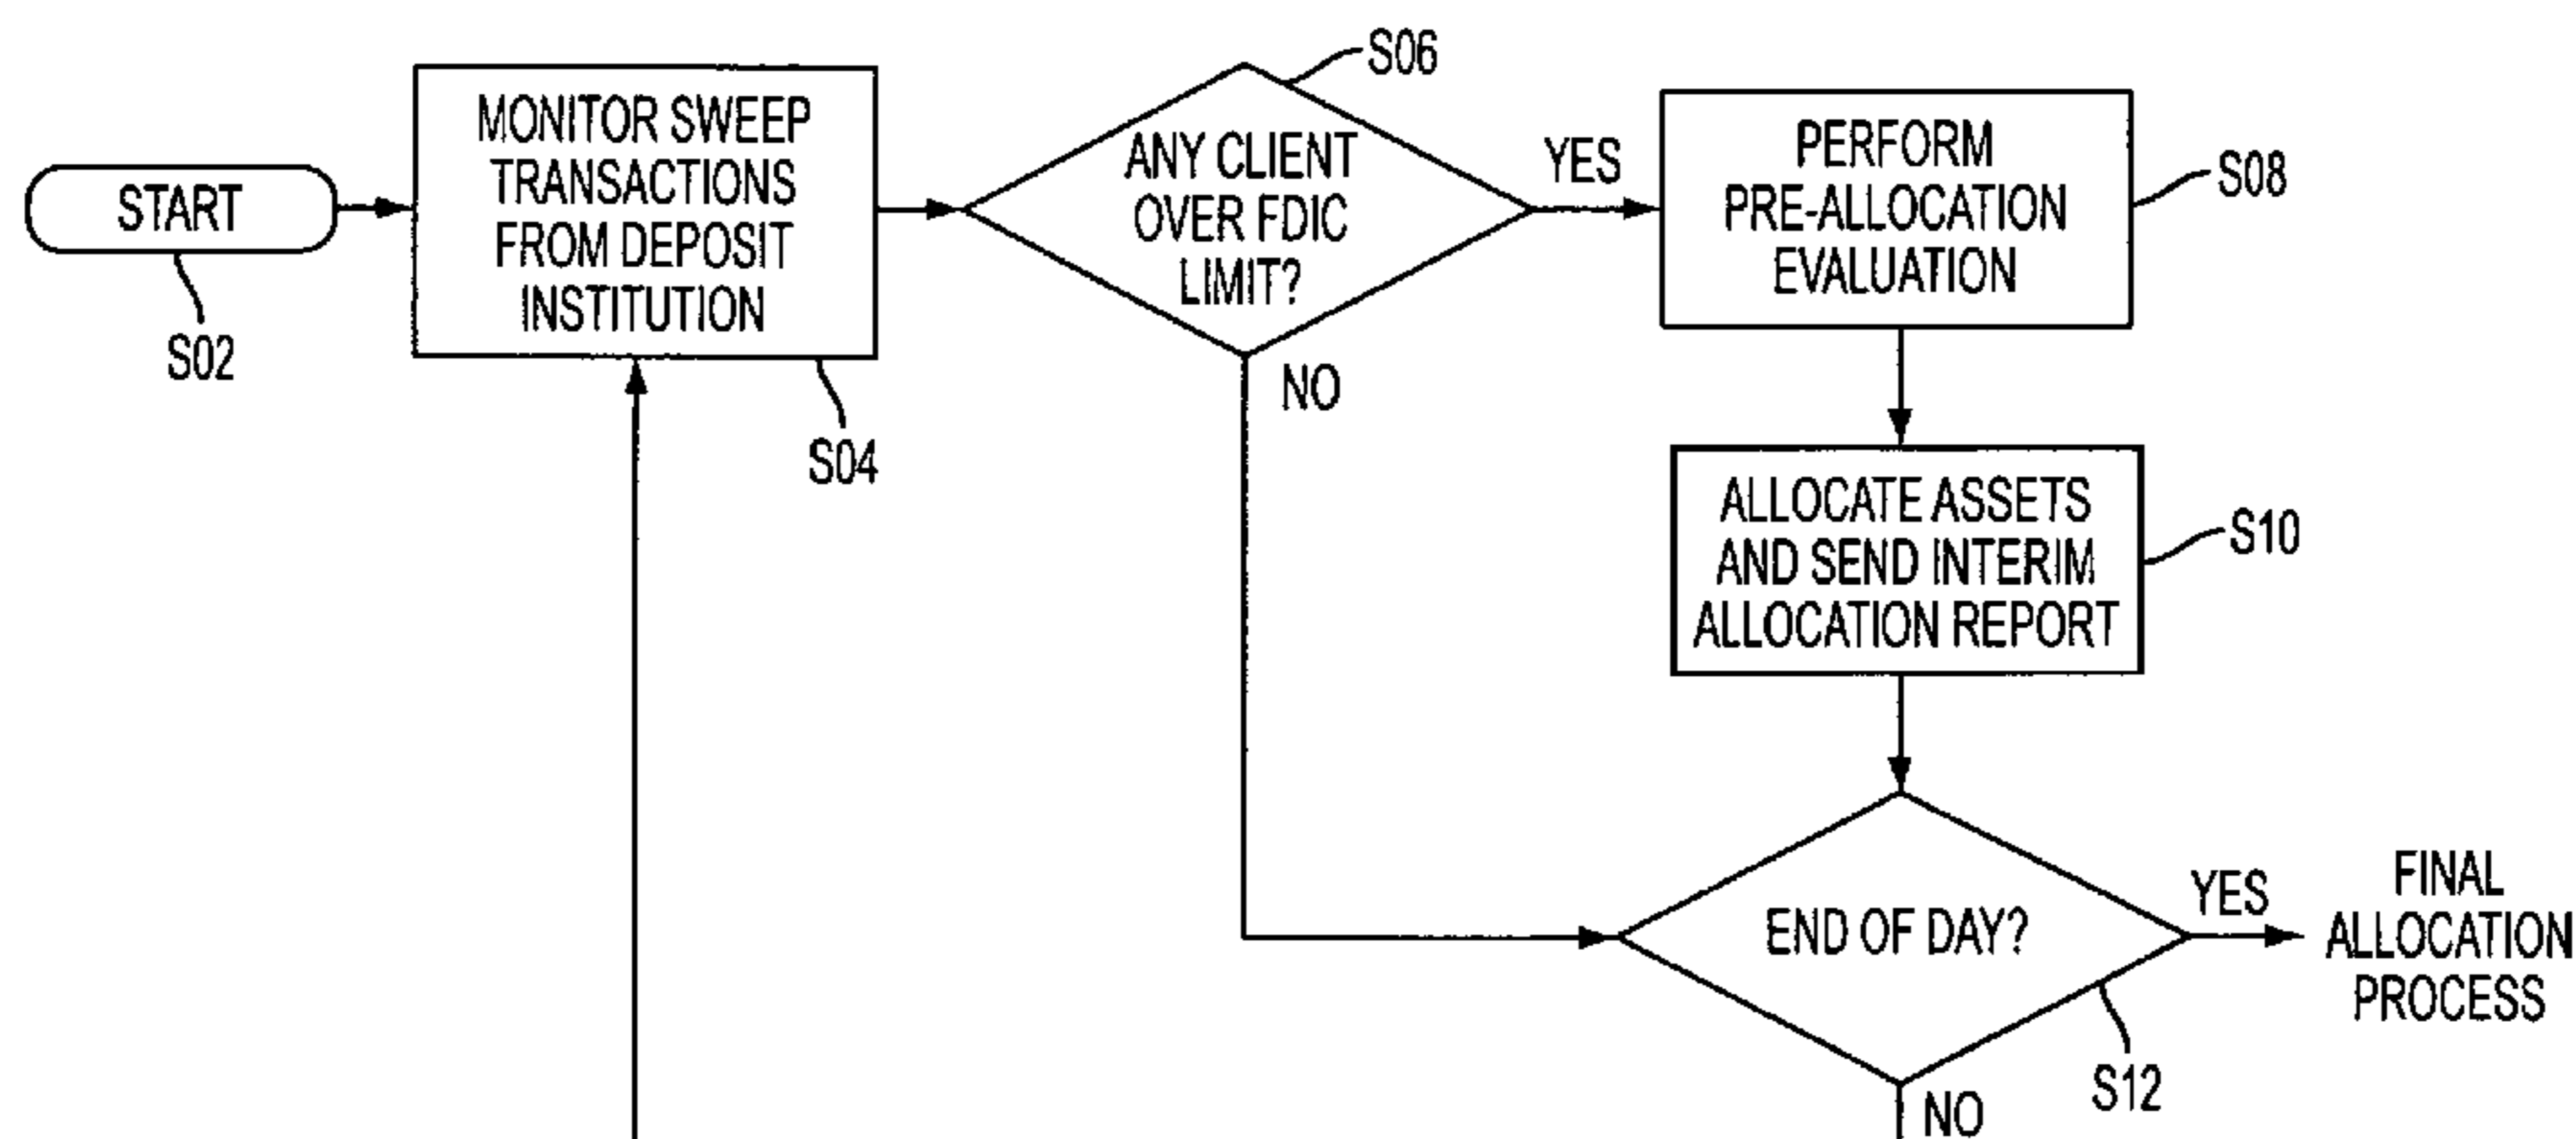 START
S02
MONITOR SWEEP
TRANSACTIONS
FROM DEPOSIT
INSTITUTION
S04
ANY CLIENT
OVER FDIC
LIMIT?
S06
YES
NO
PERFORM
PRE-ALLOCATION
EVALUATION
S08
ALLOCATE ASSETS
AND SEND INTERIM
ALLOCATION REPORT
S10
END OF DAY?
S12
YES
FINAL
ALLOCATION
PROCESS
NO